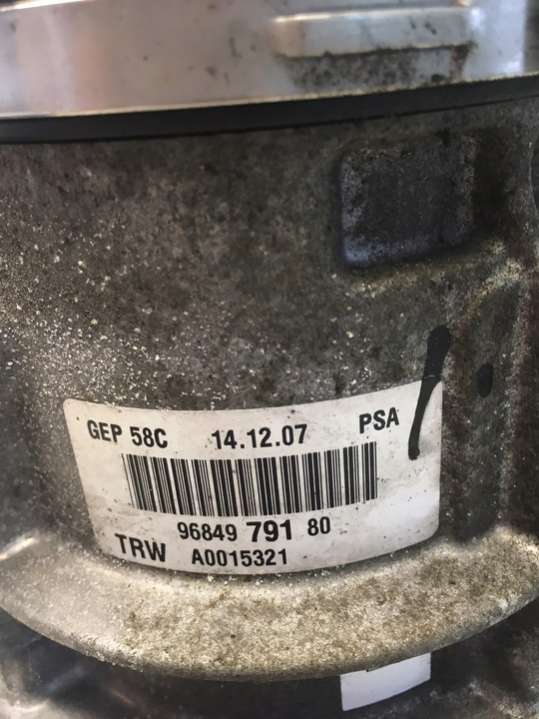 GEP 58C 14.12.07 PSA
96849 791 80
TRW A0015321